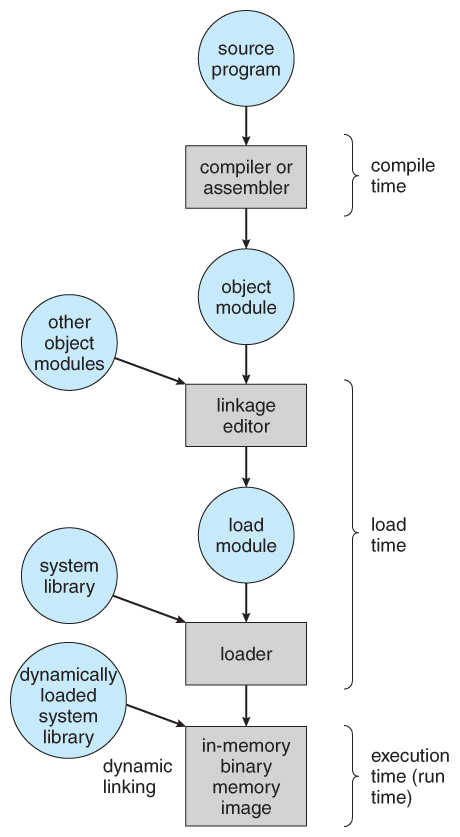 source
program
compiler or
assembler
compile
time
object
module
other
object
modules
linkage
editor
load
module
load
time
system
library
loader
dynamically
loaded
system
library
dynamic
linking
in-memory
binary
memory
image
execution
time (run
time)